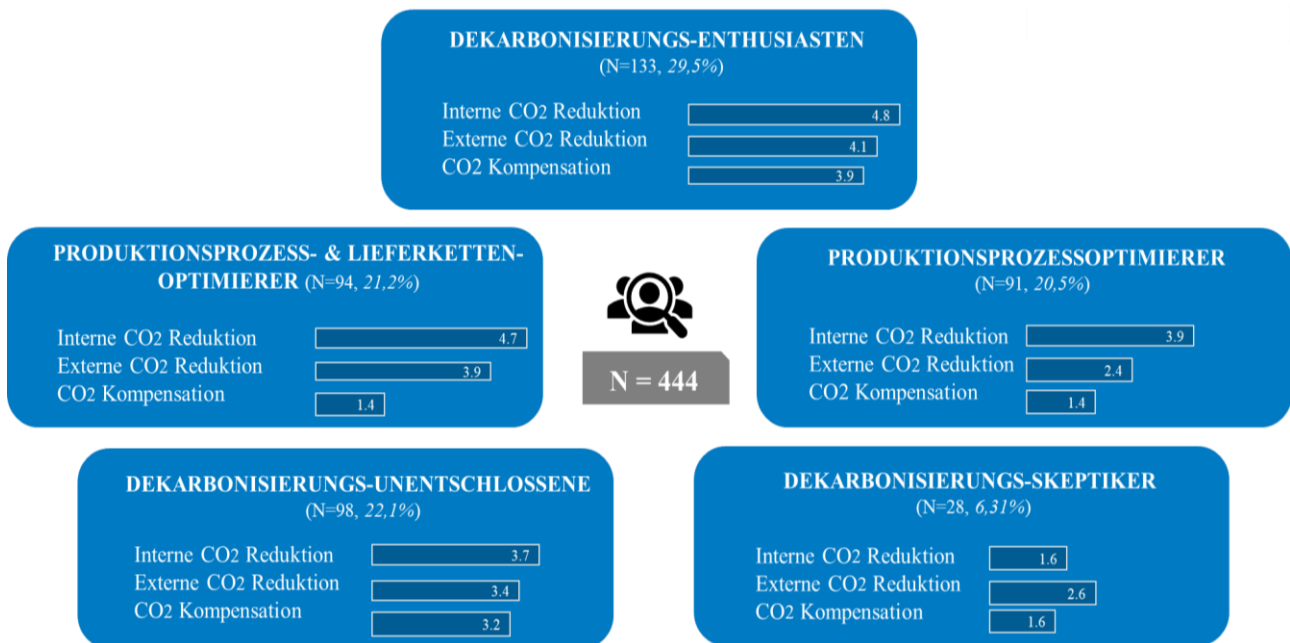 DEKARBONISIERUNGS-ENTHUSIASTEN
(N=133, 29,5%)
Interne CO2 Reduktion 4.8
Externe CO2 Reduktion 4.1
CO2 Kompensation 3.9
PRODUKTIONSPROZESS- & LIEFERKETTEN-
OPTIMIERER (N=94, 21,2%)
Interne CO2 Reduktion 4.7
Externe CO2 Reduktion 3.9
CO2 Kompensation 1.4
N = 444
PRODUKTIONSPROZESSOPTIMIERER
(N=91, 20,5%)
Interne CO2 Reduktion 3.9
Externe CO2 Reduktion 2.4
CO2 Kompensation 1.4
DEKARBONISIERUNGS-UNENTSCHLOSSENE
(N=98, 22,1%)
Interne CO2 Reduktion 3.7
Externe CO2 Reduktion 3.4
CO2 Kompensation 3.2
DEKARBONISIERUNGS-SKEPTIKER
(N=28, 6,31%)
Interne CO2 Reduktion 1.6
Externe CO2 Reduktion 2.6
CO2 Kompensation 1.6